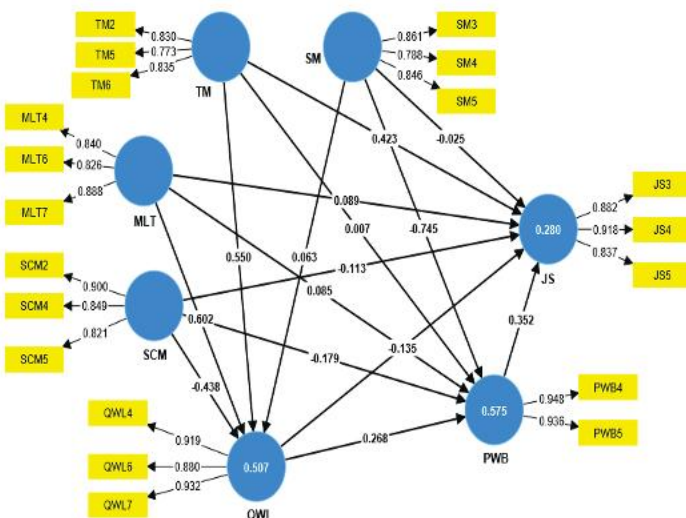 TM2
0.830
TM5
0.773
TM6
0.835
TM
SM
SM3
0.861
SM4
0.788
SM5
0.846
MLT4
0.840
MLT6
0.826
MLT7
0.888
MLT
0.423
-0.025
0.089
0.007
-0.745
0.280
JS
JS3
0.882
JS4
0.918
JS5
0.837
SCM2
0.900
SCM4
0.849
SCM5
0.821
SCM
0.550
0.063
-0.113
0.085
0.602
-0.179
-0.135
0.352
-0.438
0.268
QWL4
0.919
QWL6
0.880
QWL7
0.932
0.507
QWL
0.575
PWB
PWB4
0.948
PWB5
0.936